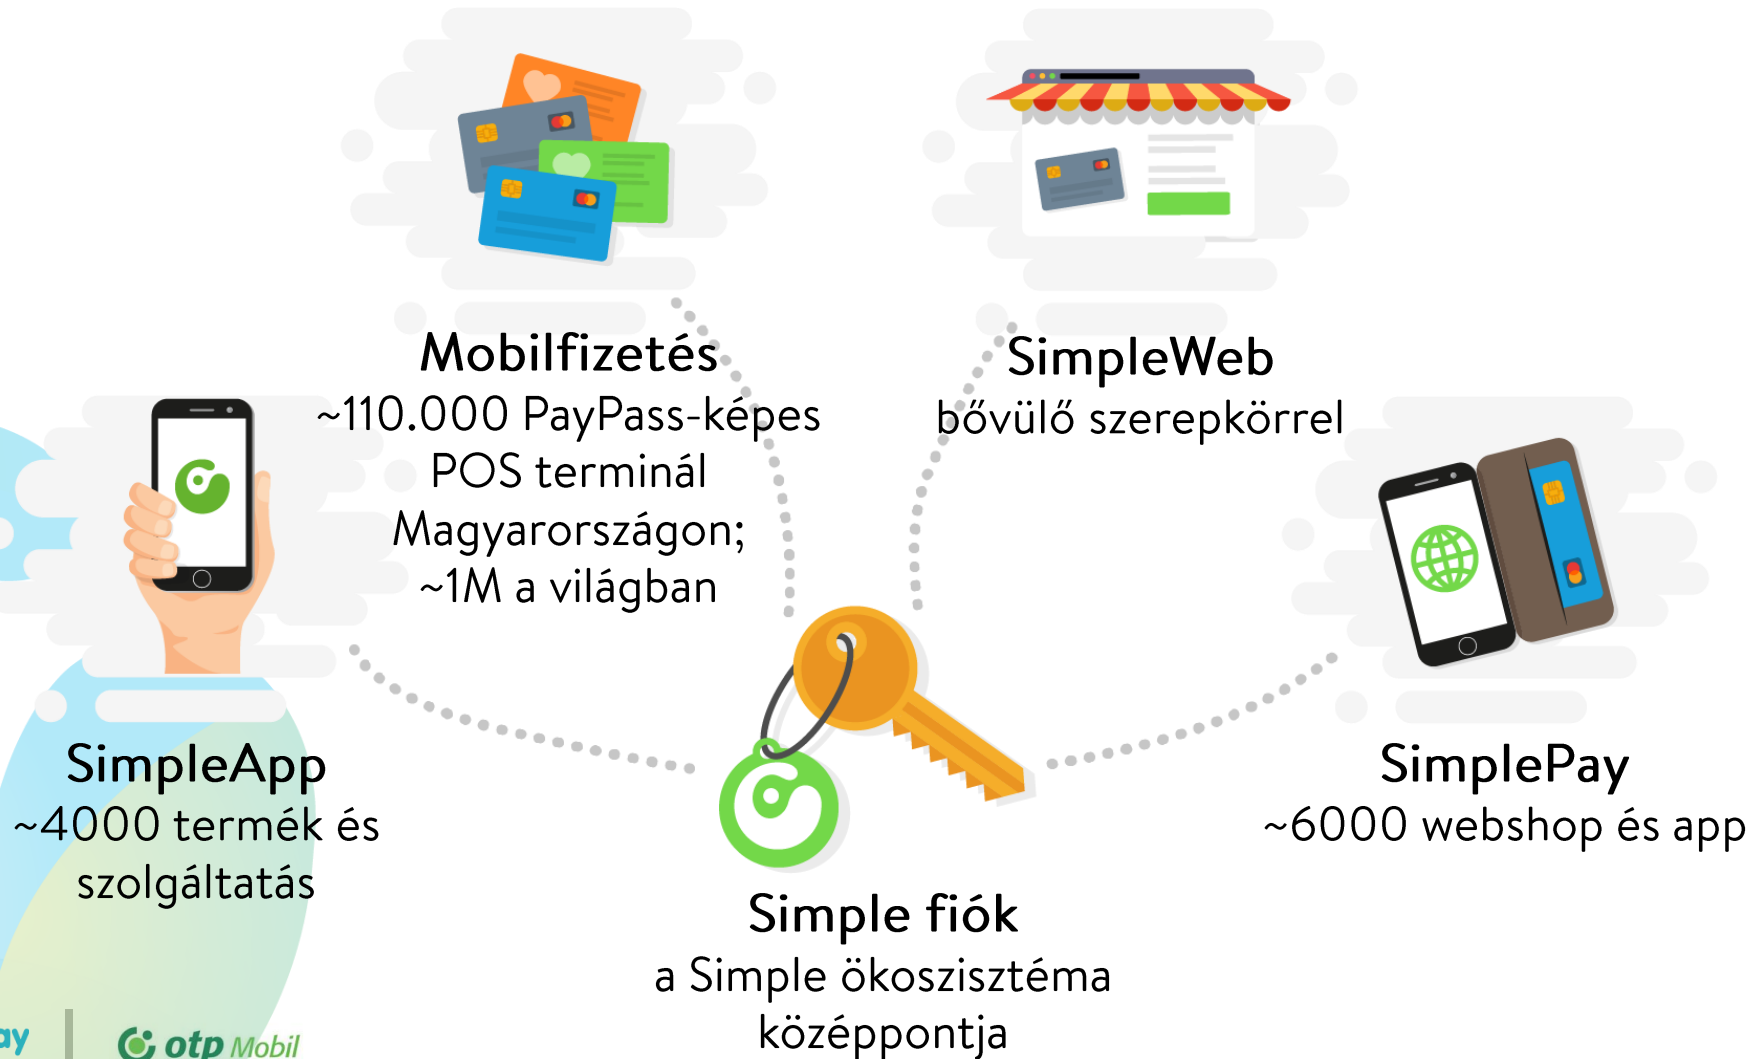 Mobilfizetés
~110.000 PayPass-képes
POS terminál
Magyarországon;
~1M a világban
SimpleWeb
bővülő szerepkörrel
SimpleApp
~4000 termék és
szolgáltatás
SimplePay
~6000 webshop és app
Simple fiók
a Simple ökoszisztéma
középpontja
ay
otp Mobil